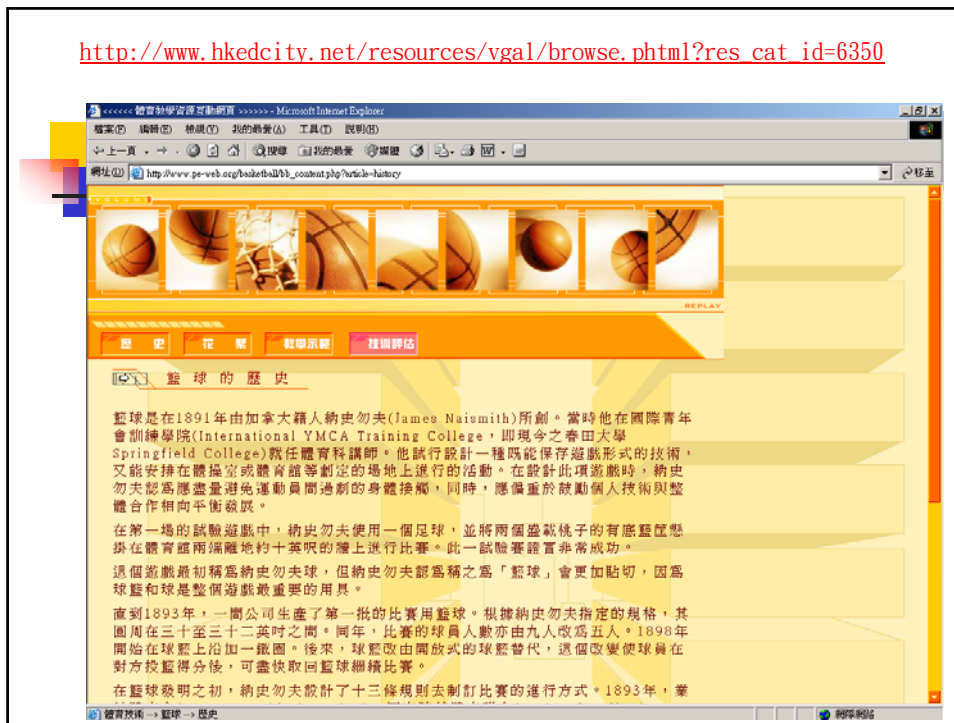 http://www.hkedcity.net/resources/vgal/browse.phtml?res_cat_id=6350
<<<<<< 體育教學資源互動網頁 >>>>>> - Microsoft Internet Explorer
檔案(F) 編輯(E) 檢視(V) 我的最愛(A) 工具(T) 說明(H)
上一頁 搜尋 我的最愛 媒體
網址(D) http://www.pe-web.org/basketball/bb_content.php?article=history 移至
VOLUME
REPLAY
歷 史 花 絮 教學示範 技術評估
籃 球 的 歷 史
籃球是在1891年由加拿大籍人納史勿夫(James Naismith)所創。當時他在國際青年
會訓練學院(International YMCA Training College，即現今之春田大學
Springfield College)就任體育科講師。他試行設計一種既能保存遊戲形式的技術，
又能安排在體操室或體育館等劃定的場地上進行的活動。在設計此項遊戲時，納史
勿夫認爲應盡量避免運動員間過劇的身體接觸，同時，應偏重於鼓勵個人技術與整
體合作相向平衡發展。
在第一場的試驗遊戲中，納史勿夫使用一個足球，並將兩個盛載桃子的有底籃筐懸
掛在體育館兩端離地約十英呎的牆上進行比賽。此一試驗賽證實非常成功。
這個遊戲最初稱爲納史勿夫球，但納史勿夫認爲稱之爲「籃球」會更加貼切，因爲
球籃和球是整個遊戲最重要的用具。
直到1893年，一間公司生產了第一批的比賽用籃球。根據納史勿夫指定的規格，其
圓周在三十至三十二英吋之間。同年，比賽的球員人數亦由九人改爲五人。1898年
開始在球籃上沿加一鐵圈。後來，球籃改由開放式的球籃替代，這個改變使球員在
對方投籃得分後，可盡快取回籃球繼續比賽。
在籃球發明之初，納史勿夫設計了十三條規則去制訂比賽的進行方式。1893年，業
體育技術 --> 籃球 --> 歷史 網際網路